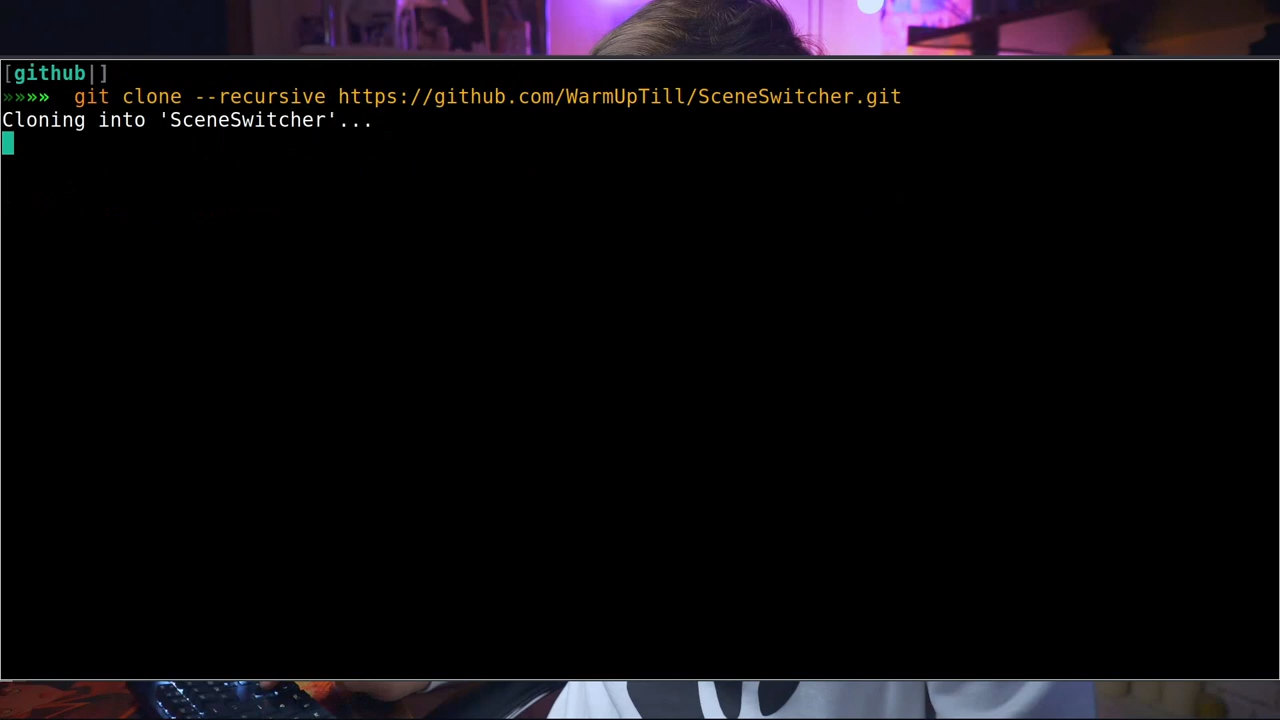 [github|]
»»»» git clone --recursive https://github.com/WarmUpTill/SceneSwitcher.git
Cloning into 'SceneSwitcher'...